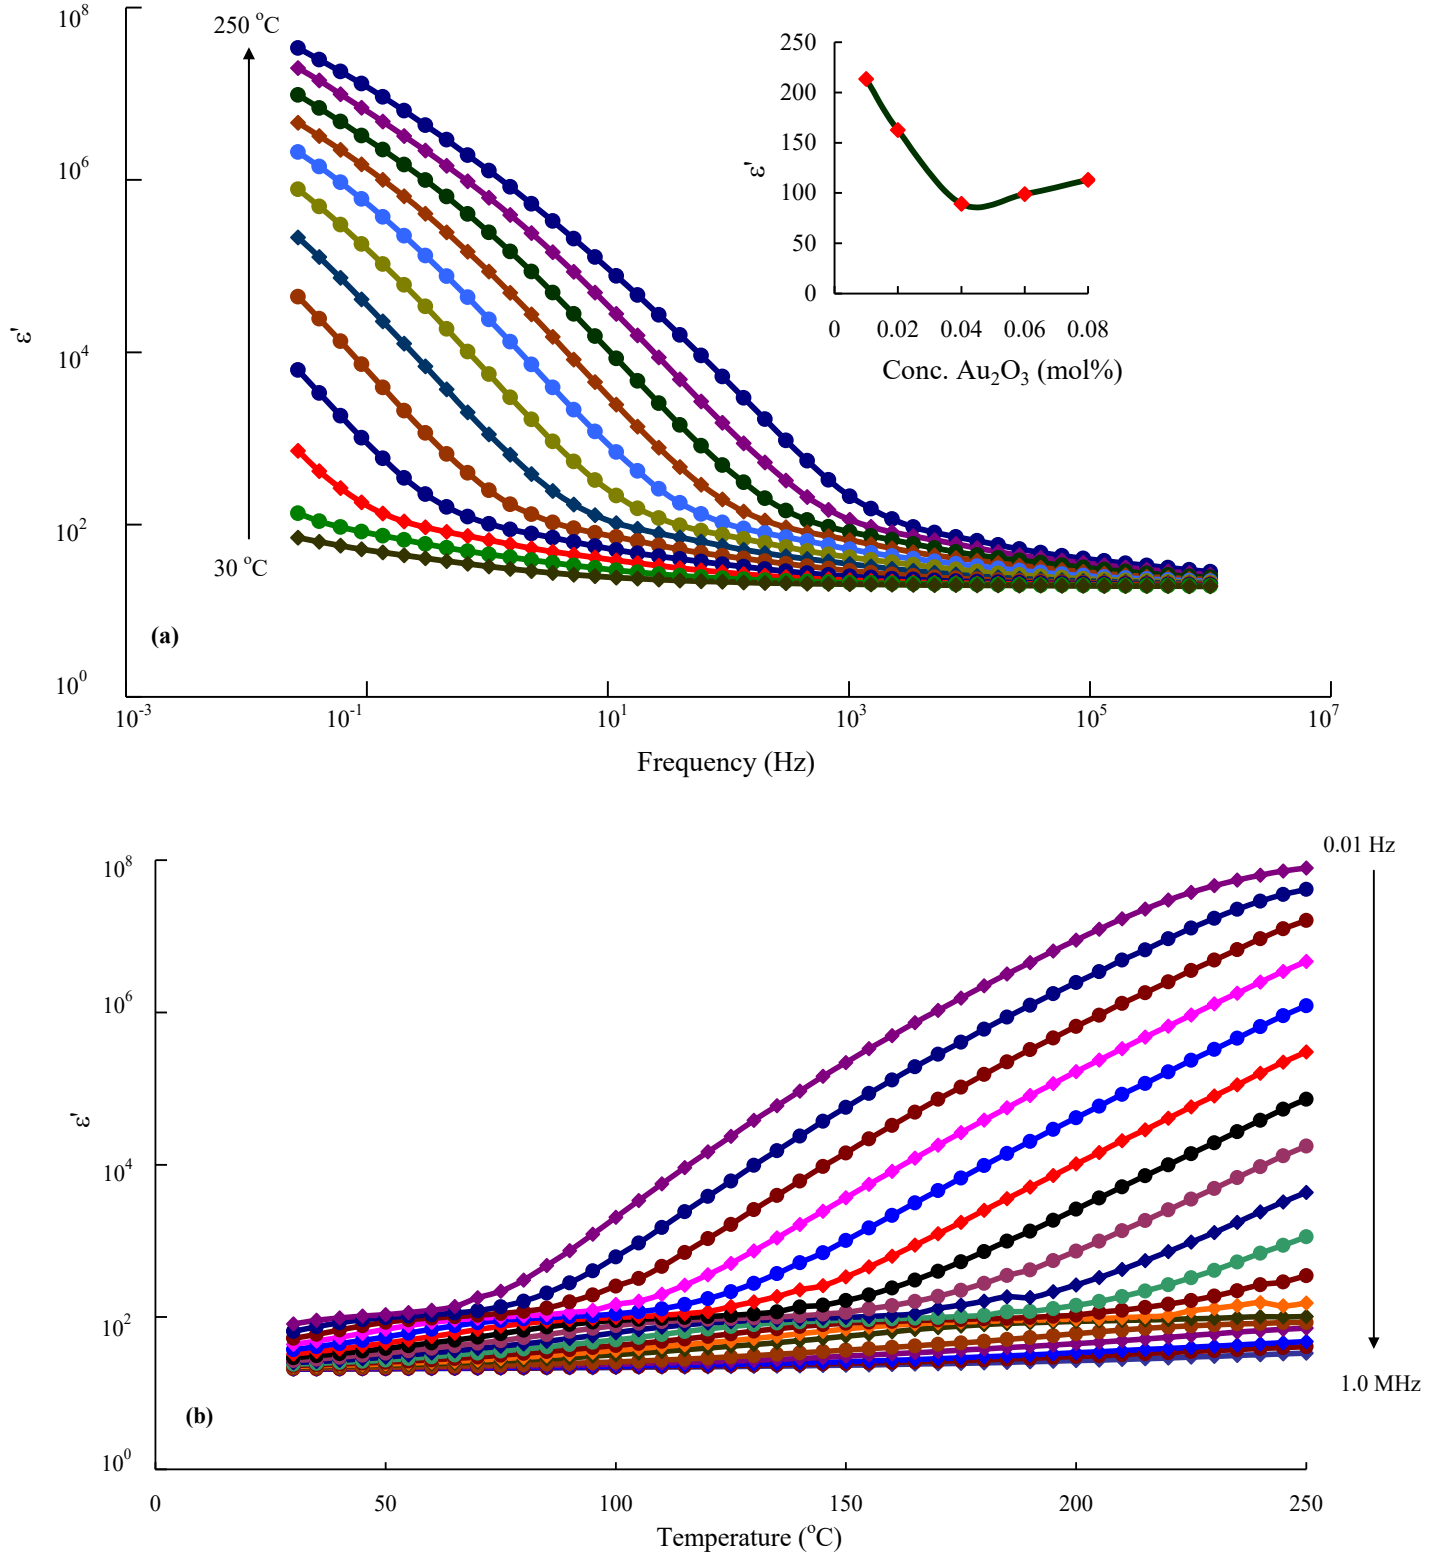 10^8
250 °C
10^6
10^4
ε'
10^2
30 °C
(a)
10^0
10^-3 10^-1 10^1 10^3 10^5 10^7
Frequency (Hz)
250
200
150
ε'
100
50
0
0 0.02 0.04 0.06 0.08
Conc. Au₂O₃ (mol%)
0.01 Hz
10^8
10^6
ε'
10^4
10^2
1.0 MHz
(b)
10^0
0 50 100 150 200 250
Temperature (°C)